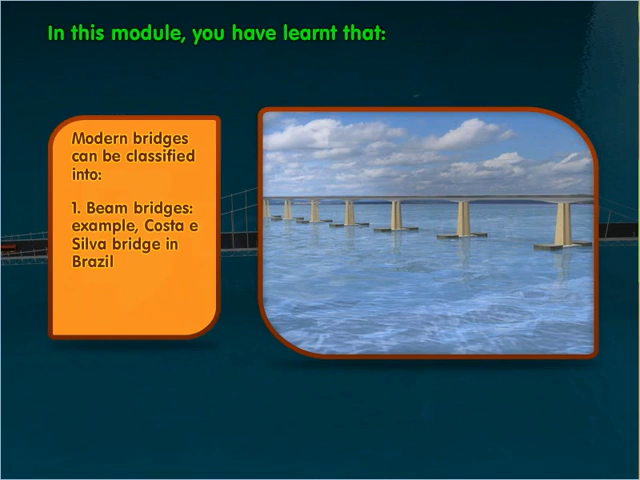 In this module, you have learnt that:
Modern bridges
can be classified
into:
1. Beam bridges:
example, Costa e
Silva bridge in
Brazil